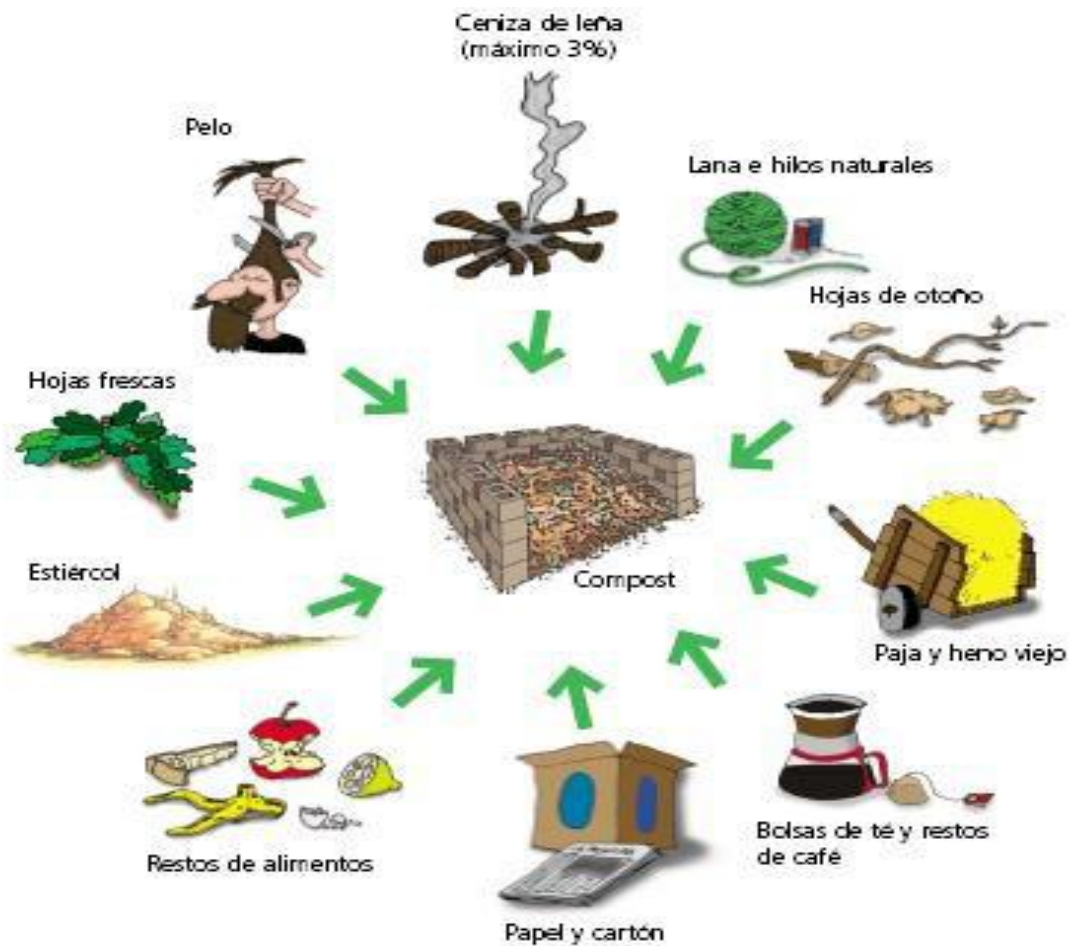 Ceniza de leña
(máximo 3%)
Pelo
Lana e hilos naturales
Hojas de otoño
Hojas frescas
Estiércol
Compost
Paja y heno viejo
Restos de alimentos
Bolsas de té y restos
de café
Papel y cartón